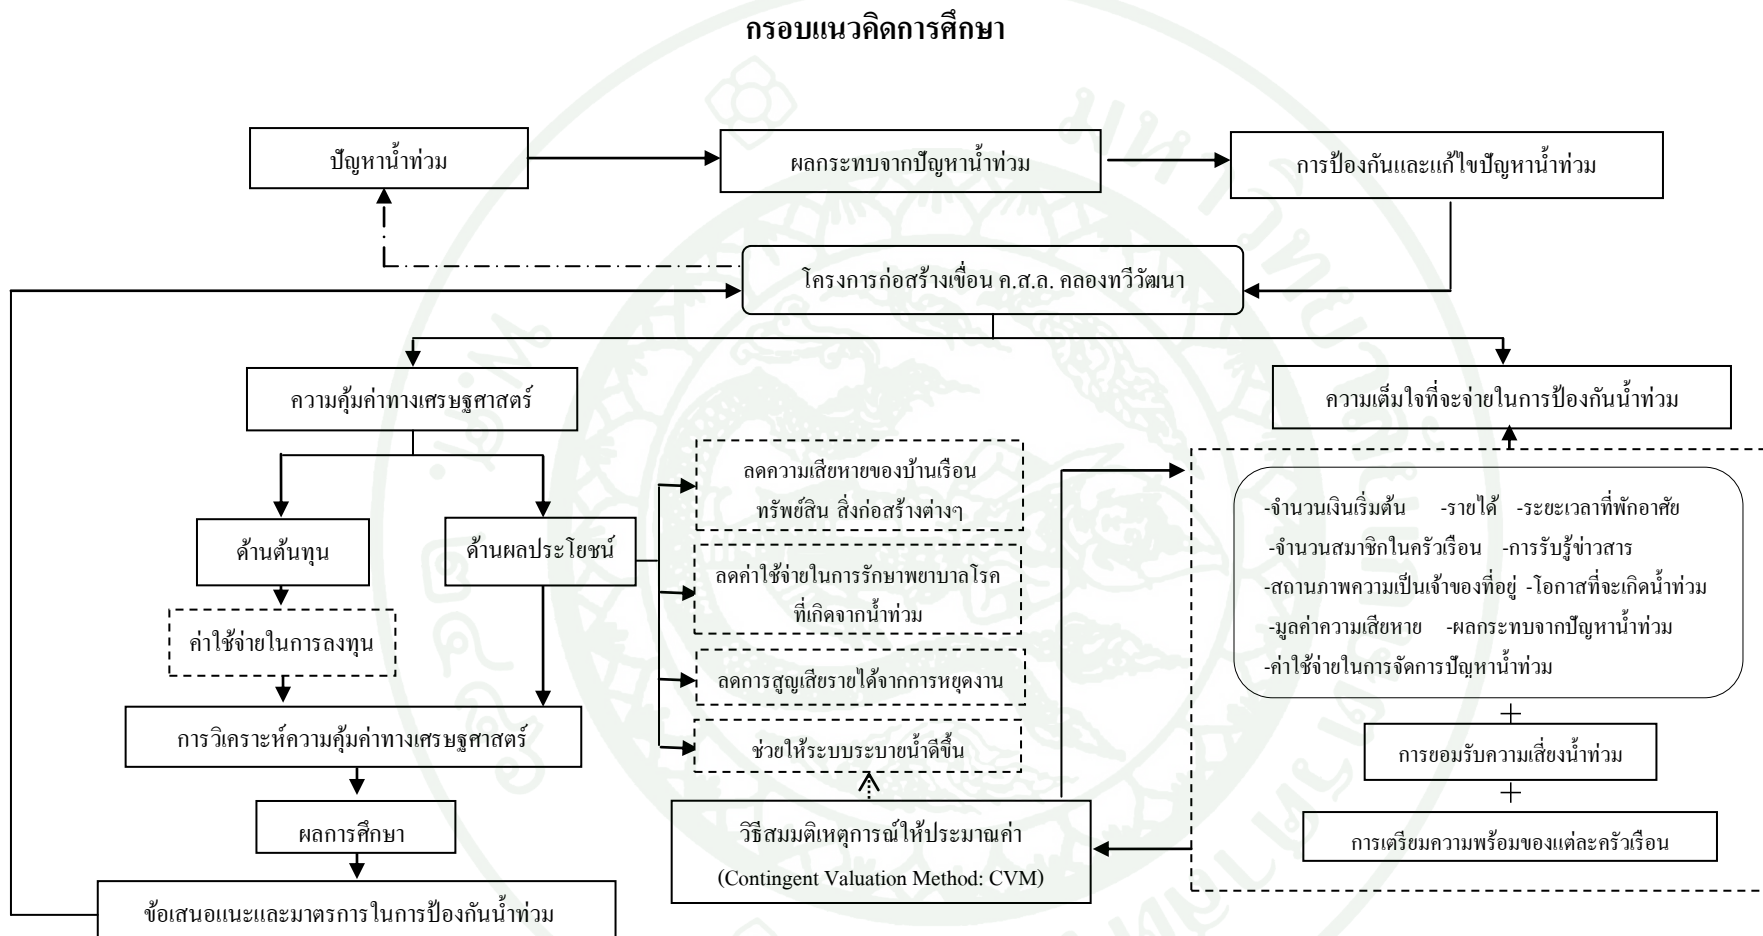 กรอบแนวคิดการศึกษา
ปัญหาน้ำท่วม
ผลกระทบจากปัญหาน้ำท่วม
การป้องกันและแก้ไขปัญหาน้ำท่วม
โครงการก่อสร้างเขื่อน ค.ส.ล. คลองทวีวัฒนา
ความคุ้มค่าทางเศรษฐศาสตร์
ความเต็มใจที่จะจ่ายในการป้องกันน้ำท่วม
ด้านต้นทุน
ด้านผลประโยชน์
ค่าใช้จ่ายในการลงทุน
ลดความเสียหายของบ้านเรือน
ทรัพย์สิน สิ่งก่อสร้างต่างๆ
ลดค่าใช้จ่ายในการรักษาพยาบาลโรค
ที่เกิดจากน้ำท่วม
ลดการสูญเสียรายได้จากการหยุดงาน
ช่วยให้ระบบระบายน้ำดีขึ้น
-จำนวนเงินเริ่มต้น -รายได้ -ระยะเวลาที่พักอาศัย
-จำนวนสมาชิกในครัวเรือน -การรับรู้ข่าวสาร
-สถานภาพความเป็นเจ้าของที่อยู่ -โอกาสที่จะเกิดน้ำท่วม
-มูลค่าความเสียหาย -ผลกระทบจากปัญหาน้ำท่วม
-ค่าใช้จ่ายในการจัดการปัญหาน้ำท่วม
+
การยอมรับความเสี่ยงน้ำท่วม
+
การเตรียมความพร้อมของแต่ละครัวเรือน
การวิเคราะห์ความคุ้มค่าทางเศรษฐศาสตร์
ผลการศึกษา
วิธีสมมติเหตุการณ์ให้ประมาณค่า
(Contingent Valuation Method: CVM)
ข้อเสนอแนะและมาตรการในการป้องกันน้ำท่วม